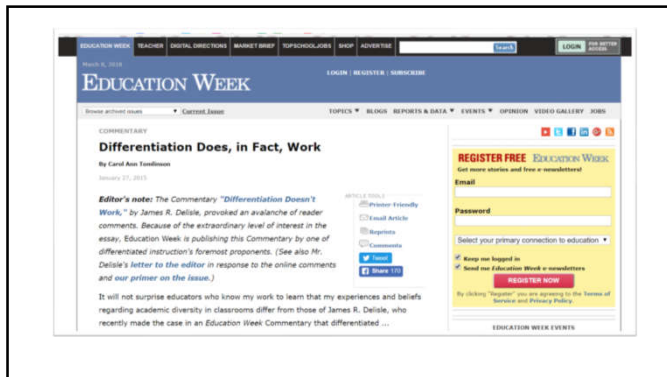 EDUCATION WEEK TEACHER DIGITAL DIRECTIONS MARKET BRIEF TOPSCHOOLJOBS SHOP ADVERTISE Search LOGIN FOR BETTER ACCESS
March 8, 2018
EDUCATION WEEK
LOGIN | REGISTER | SUBSCRIBE
Browse archived issues Current Issue TOPICS BLOGS REPORTS & DATA EVENTS OPINION VIDEO GALLERY JOBS
COMMENTARY
Differentiation Does, in Fact, Work
By Carol Ann Tomlinson
January 27, 2015
Editor's note: The Commentary "Differentiation Doesn't
Work," by James R. Delisle, provoked an avalanche of reader
comments. Because of the extraordinary level of interest in the
essay, Education Week is publishing this Commentary by one of
differentiated instruction's foremost proponents. (See also Mr.
Delisle's letter to the editor in response to the online comments
and our primer on the issue.)
ARTICLE TOOLS
Printer-Friendly
Email Article
Reprints
Comments
Tweet
Share 170
It will not surprise educators who know my work to learn that my experiences and beliefs
regarding academic diversity in classrooms differ from those of James R. Delisle, who
recently made the case in an Education Week Commentary that differentiated ...
REGISTER FREE EDUCATION WEEK
Get more stories and free e-newsletters!
Email
Password
Select your primary connection to education
Keep me logged in
Send me Education Week e-newsletters
REGISTER NOW
By clicking "Register" you are agreeing to the Terms of
Service and Privacy Policy.
EDUCATION WEEK EVENTS